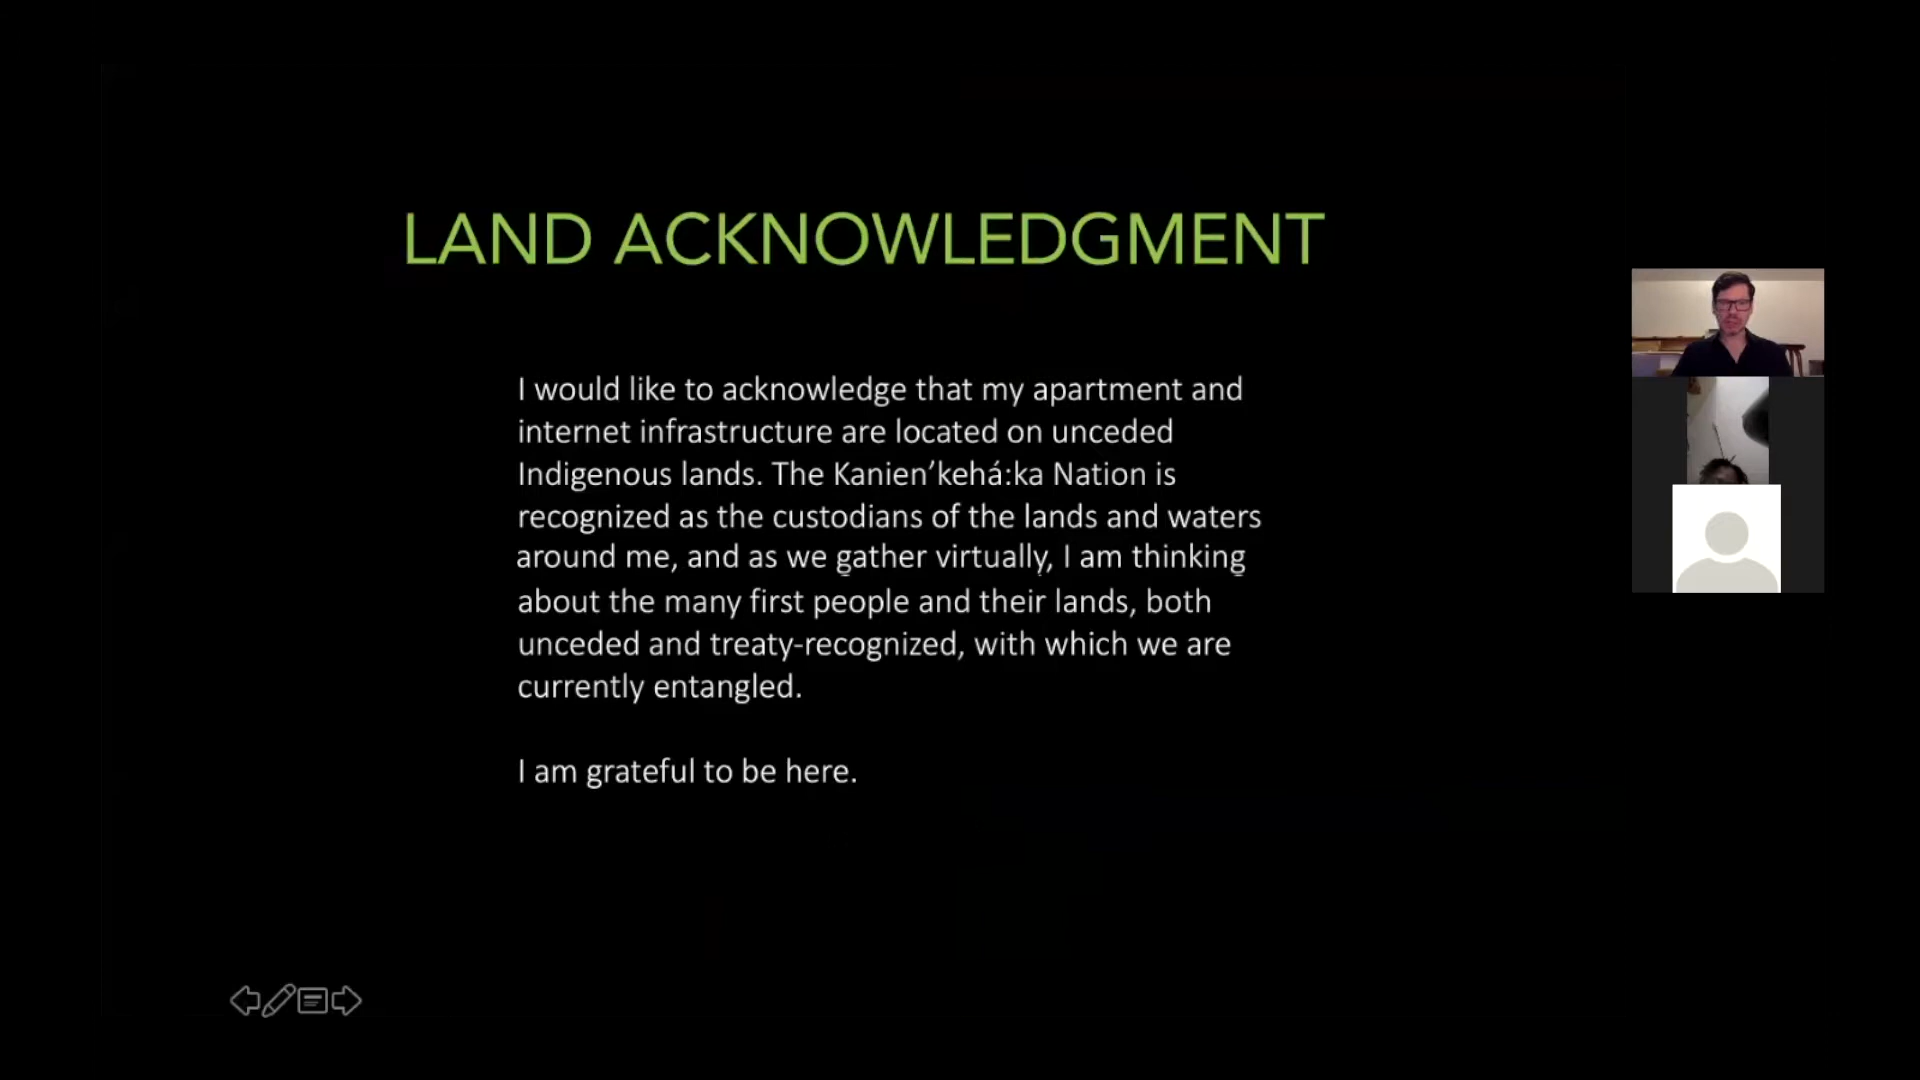 LAND ACKNOWLEDGMENT
I would like to acknowledge that my apartment and
internet infrastructure are located on unceded
Indigenous lands. The Kanien’kehá:ka Nation is
recognized as the custodians of the lands and waters
around me, and as we gather virtually, I am thinking
about the many first people and their lands, both
unceded and treaty-recognized, with which we are
currently entangled.
I am grateful to be here.